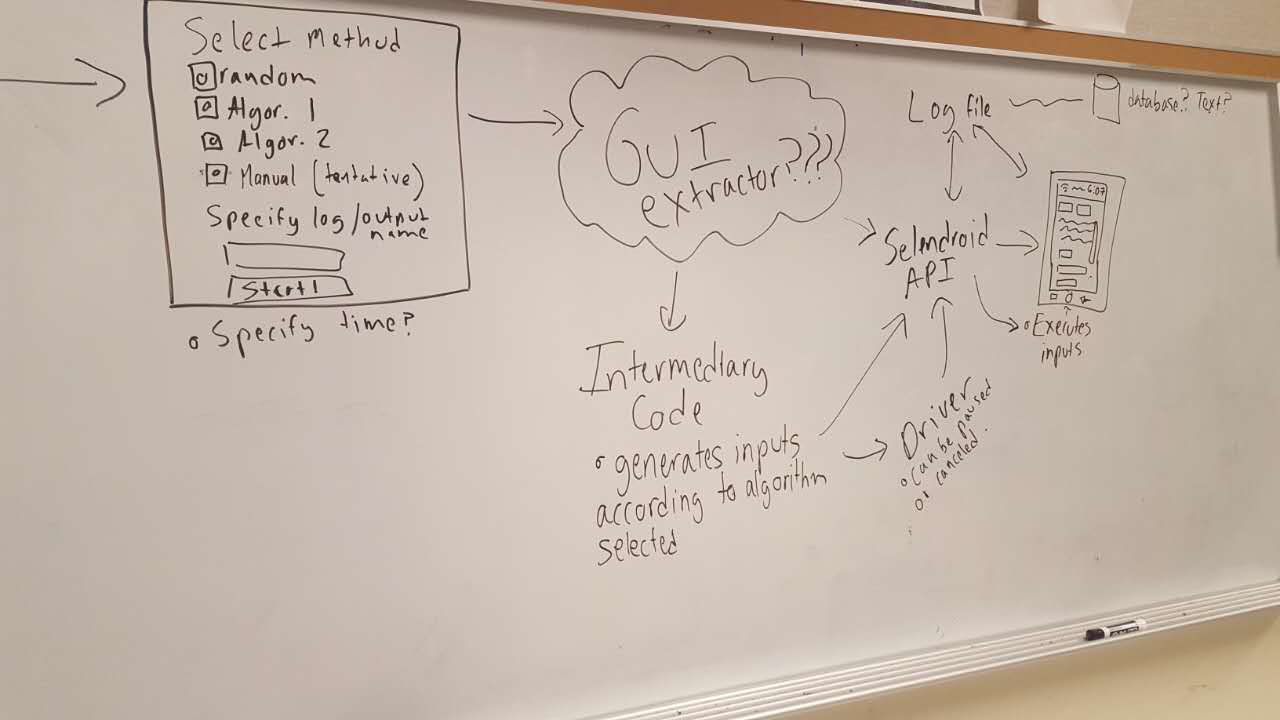 Select method
random
Algor. 1
Algor. 2
Manual (tentative)
Specify log/output
name
Start!
Specify time?
GUI
extractor???
Intermediary
Code
generates inputs
according to algorithm
selected
Log file
database? Text?
Selendroid
API
6:07
Executes
inputs
Driver
can be paused
or canceled.